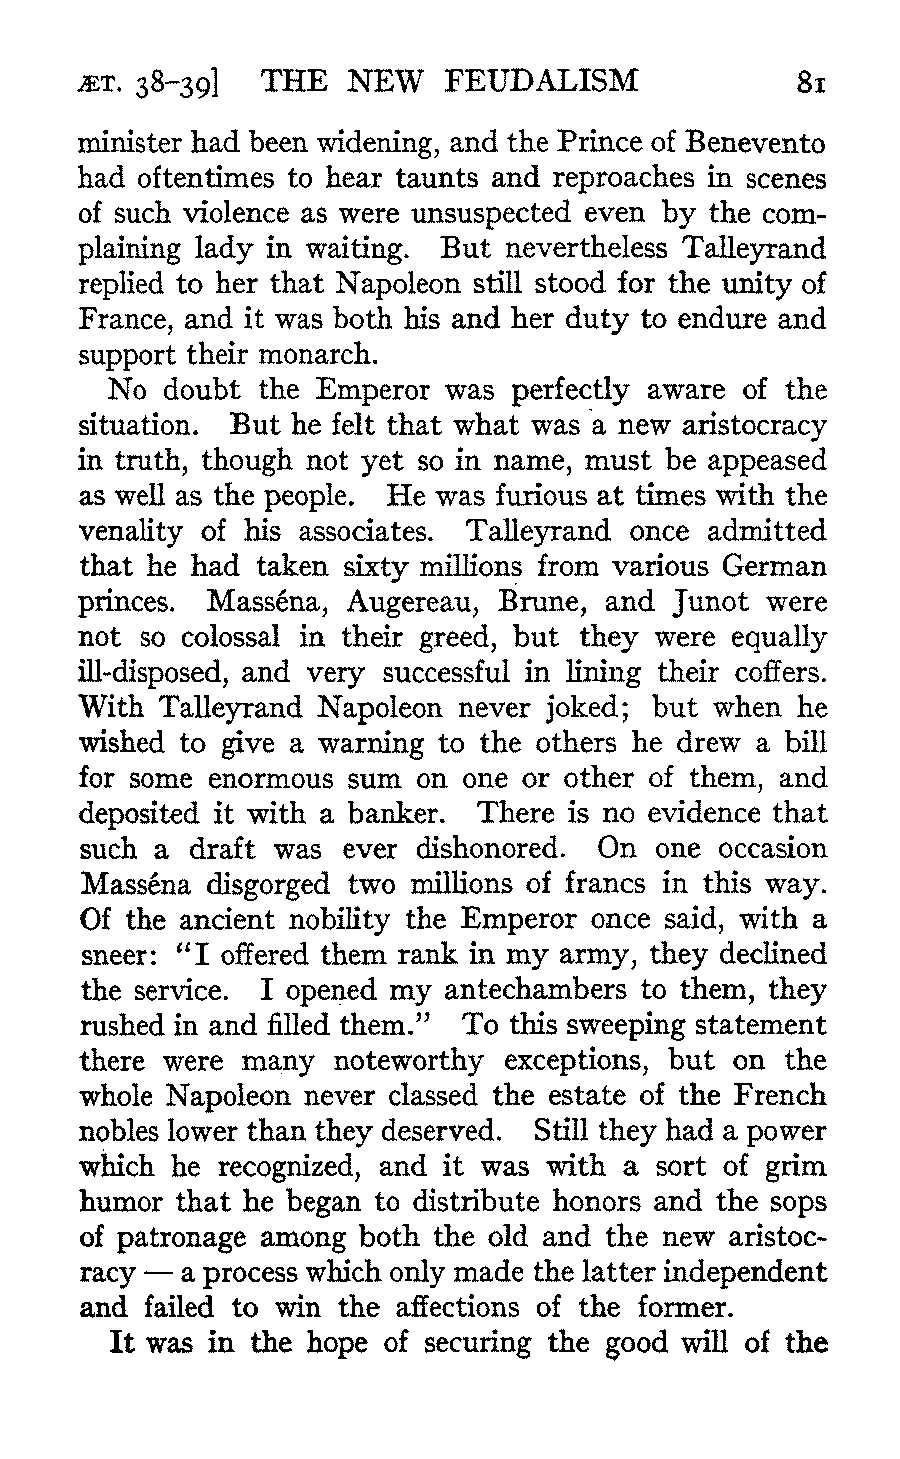 ÆT. 38–39] THE NEW FEUDALISM 81
minister had been widening, and the Prince of Benevento
had oftentimes to hear taunts and reproaches in scenes
of such violence as were unsuspected even by the com-
plaining lady in waiting. But nevertheless Talleyrand
replied to her that Napoleon still stood for the unity of
France, and it was both his and her duty to endure and
support their monarch.
No doubt the Emperor was perfectly aware of the
situation. But he felt that what was a new aristocracy
in truth, though not yet so in name, must be appeased
as well as the people. He was furious at times with the
venality of his associates. Talleyrand once admitted
that he had taken sixty millions from various German
princes. Masséna, Augereau, Brune, and Junot were
not so colossal in their greed, but they were equally
ill-disposed, and very successful in lining their coffers.
With Talleyrand Napoleon never joked; but when he
wished to give a warning to the others he drew a bill
for some enormous sum on one or other of them, and
deposited it with a banker. There is no evidence that
such a draft was ever dishonored. On one occasion
Masséna disgorged two millions of francs in this way.
Of the ancient nobility the Emperor once said, with a
sneer: “I offered them rank in my army, they declined
the service. I opened my antechambers to them, they
rushed in and filled them.” To this sweeping statement
there were many noteworthy exceptions, but on the
whole Napoleon never classed the estate of the French
nobles lower than they deserved. Still they had a power
which he recognized, and it was with a sort of grim
humor that he began to distribute honors and the sops
of patronage among both the old and the new aristoc-
racy — a process which only made the latter independent
and failed to win the affections of the former.
It was in the hope of securing the good will of the